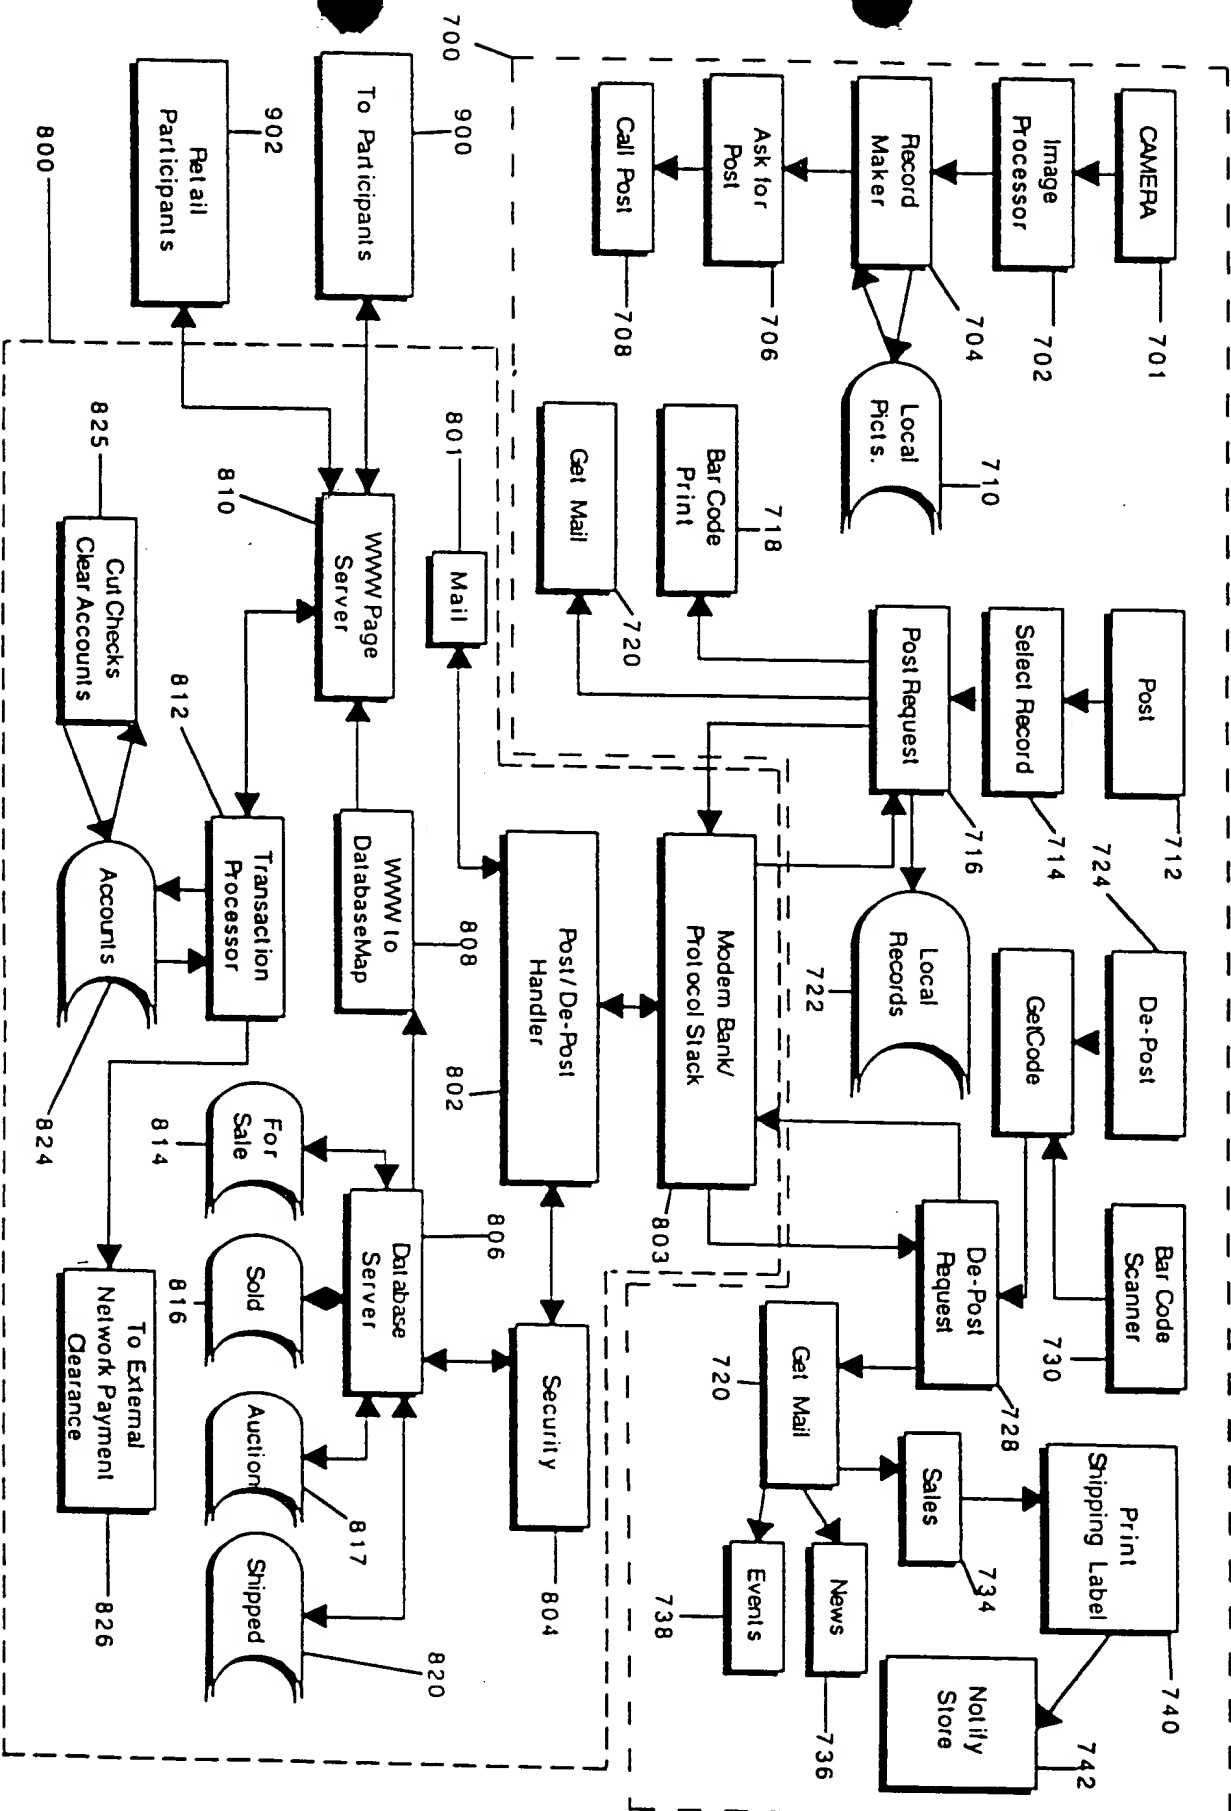 700
CAMERA
701
Image
Processor
702
Record
Maker
704
Ask for
Post
706
Call Post
708
Local
Picts.
710
Post
712
Select Record
714
Post Request
716
Bar Code
Print
718
Get Mail
720
Local
Records
722
724
De-Post
GetCode
Bar Code
Scanner
730
De-Post
Request
728
Get Mail
720
Sales
734
News
736
Events
738
Print
Shipping Label
740
Notify
Store
742
Modem Bank/
Protocol Stack
803
Post/De-Post
Handler
802
Mail
801
Security
804
To Participants
900
Retail
Participants
902
800
WWW Page
Server
810
WWW to
DatabaseMap
808
Database
Server
806
For
Sale
814
Sold
816
Auction
817
Shipped
820
Transaction
Processor
812
Cut Checks
Clear Accounts
825
Accounts
824
To External
Network Payment
Clearance
826